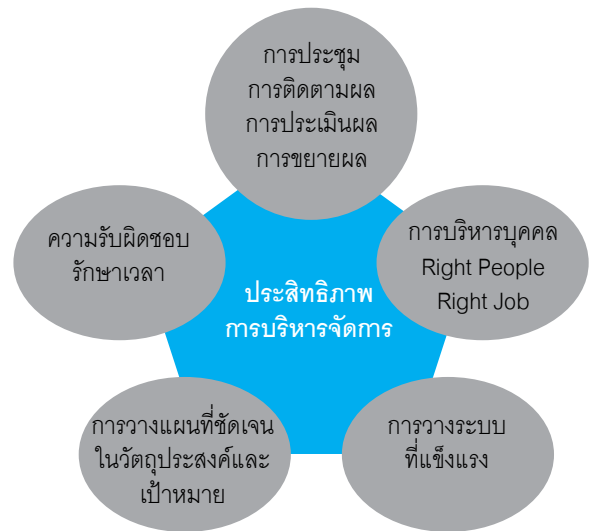 การประชุม
การติดตามผล
การประเมินผล
การขยายผล
ความรับผิดชอบ
รักษาเวลา
การบริหารบุคคล
Right People
Right Job
ประสิทธิภาพ
การบริหารจัดการ
การวางแผนที่ชัดเจน
ในวัตถุประสงค์และ
เป้าหมาย
การวางระบบ
ที่แข็งแรง